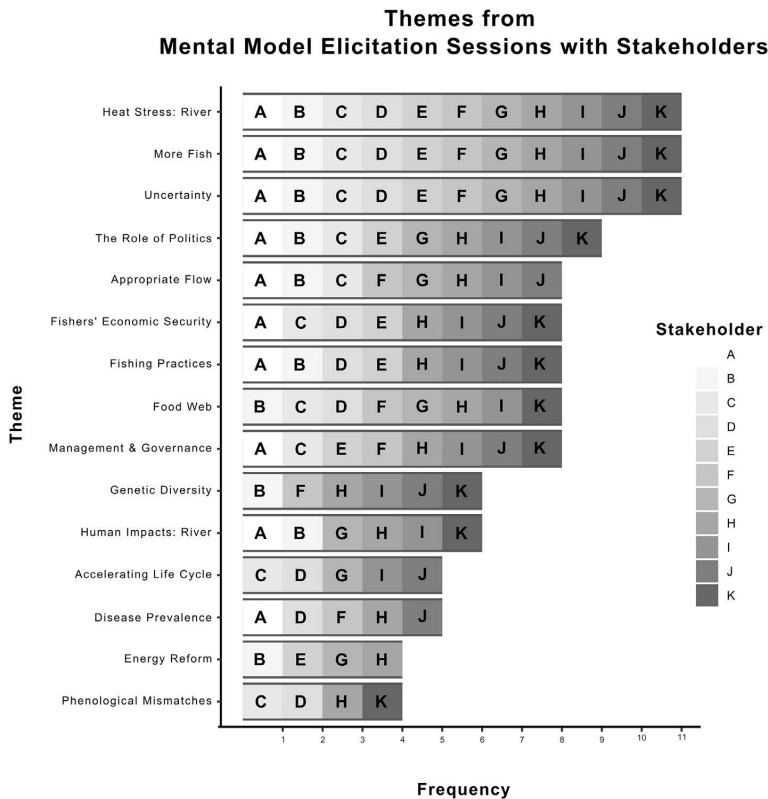 Themes from
Mental Model Elicitation Sessions with Stakeholders
Theme
Heat Stress: River A B C D E F G H I J K
More Fish A B C D E F G H I J K
Uncertainty A B C D E F G H I J K
The Role of Politics A B C E G H I J K
Appropriate Flow A B C F G H I J
Fishers' Economic Security A C D E H I J K
Fishing Practices A B D E H I J K
Food Web B C D F G H I K
Management & Governance A C E F H I J K
Genetic Diversity B F H I J K
Human Impacts: River A B G H I K
Accelerating Life Cycle C D G I J
Disease Prevalence A D F H J
Energy Reform B E G H
Phenological Mismatches C D H K
1 2 3 4 5 6 7 8 9 10 11
Frequency
Stakeholder
A
B
C
D
E
F
G
H
I
J
K